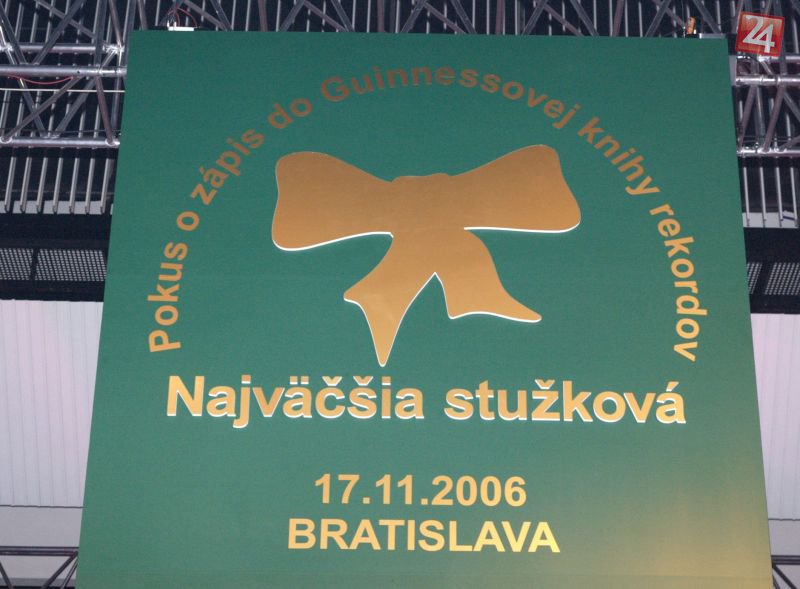 24
Pokus o zápis do Guinnessovej knihy rekordov
Najväčšia stužková
17.11.2006
BRATISLAVA